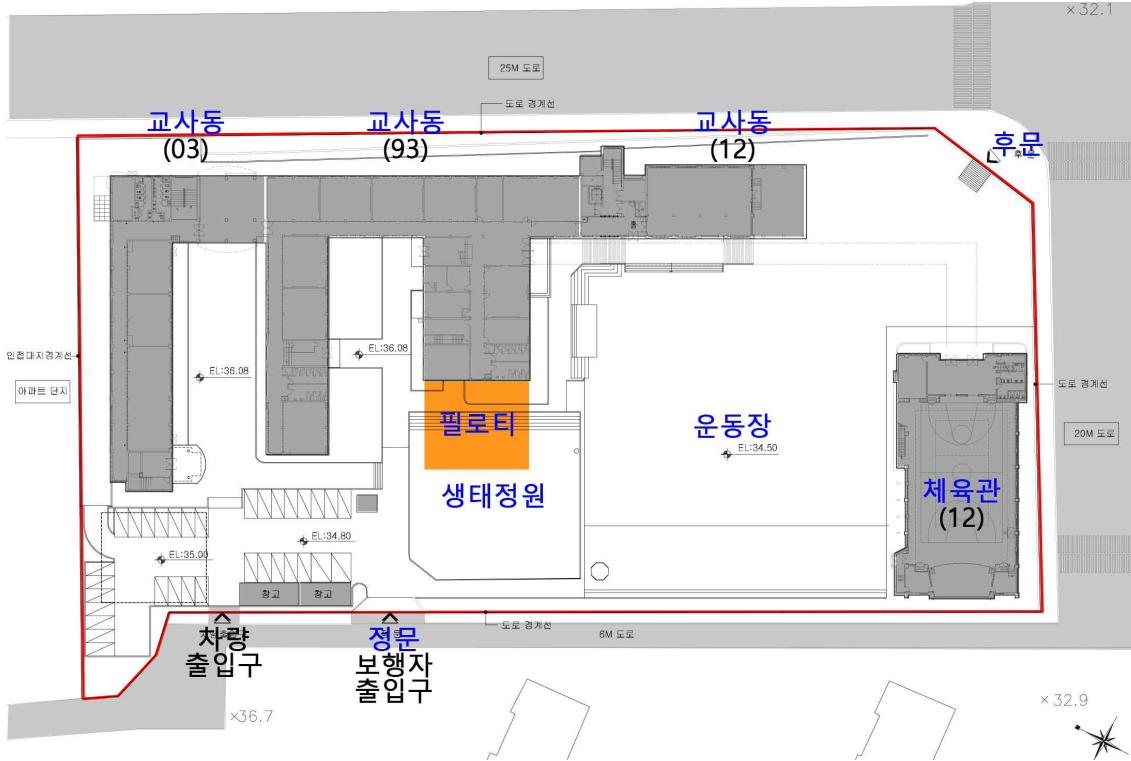 ×32.1
25M 도로
도로 경계선
교사동
(03)
교사동
(93)
교사동
(12)
후문
후문
홀
인접대지경계선
아파트 단지
EL:36.08
EL:36.08
필로티
생태정원
운동장
EL:34.50
체육관
(12)
도로 경계선
20M 도로
EL:35.00
EL:34.80
창고
창고
차량
출입구
정문
보행자
출입구
도로 경계선
6M 도로
×36.7
×32.9